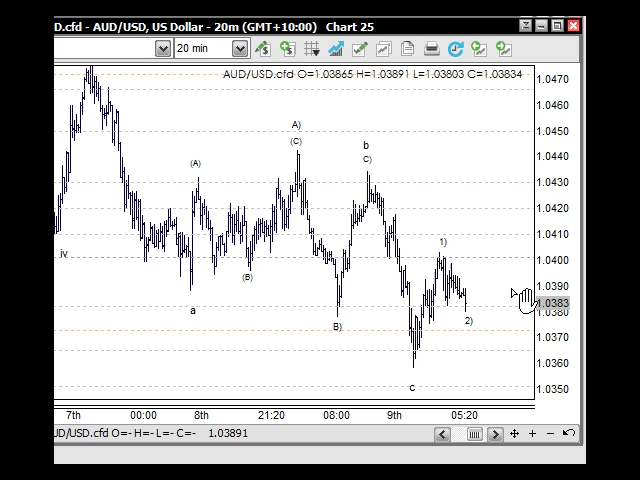 D.cfd - AUD/USD, US Dollar - 20m (GMT+10:00) Chart 25
20 min
AUD/USD.cfd O=1.03865 H=1.03891 L=1.03803 C=1.03834
1.0470
1.0460
1.0450
A)
(C)
1.0440
b
C)
(A)
1.0430
1.0420
1.0410
1)
iv
1.0400
(B)
1.0390
1.0383
a
1.0380
2)
B)
1.0370
1.0360
c
1.0350
7th 00:00 8th 21:20 08:00 9th 05:20
UD/USD.cfd O=- H=- L=- C=- 1.03891